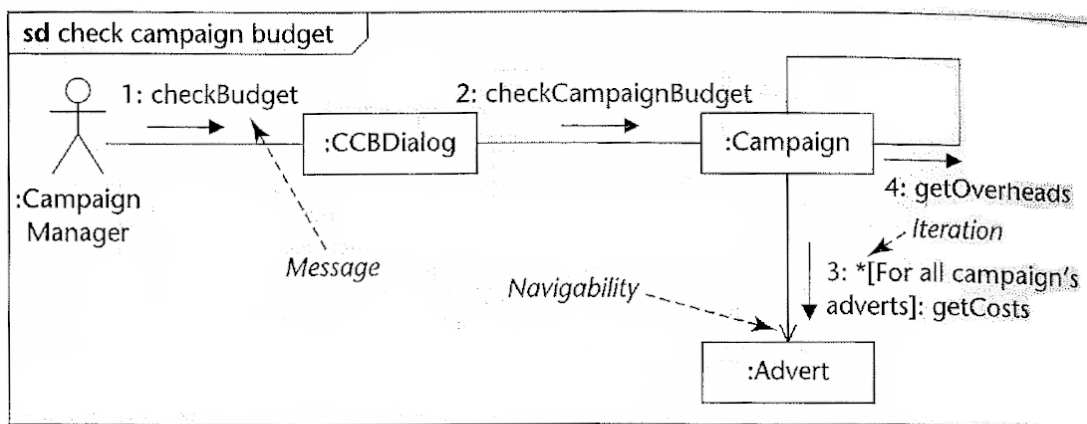 sd check campaign budget
1: checkBudget
2: checkCampaignBudget
:CCBDialog
:Campaign
:Campaign
Manager
4: getOverheads
Iteration
Message
3: *[For all campaign's
adverts]: getCosts
Navigability
:Advert